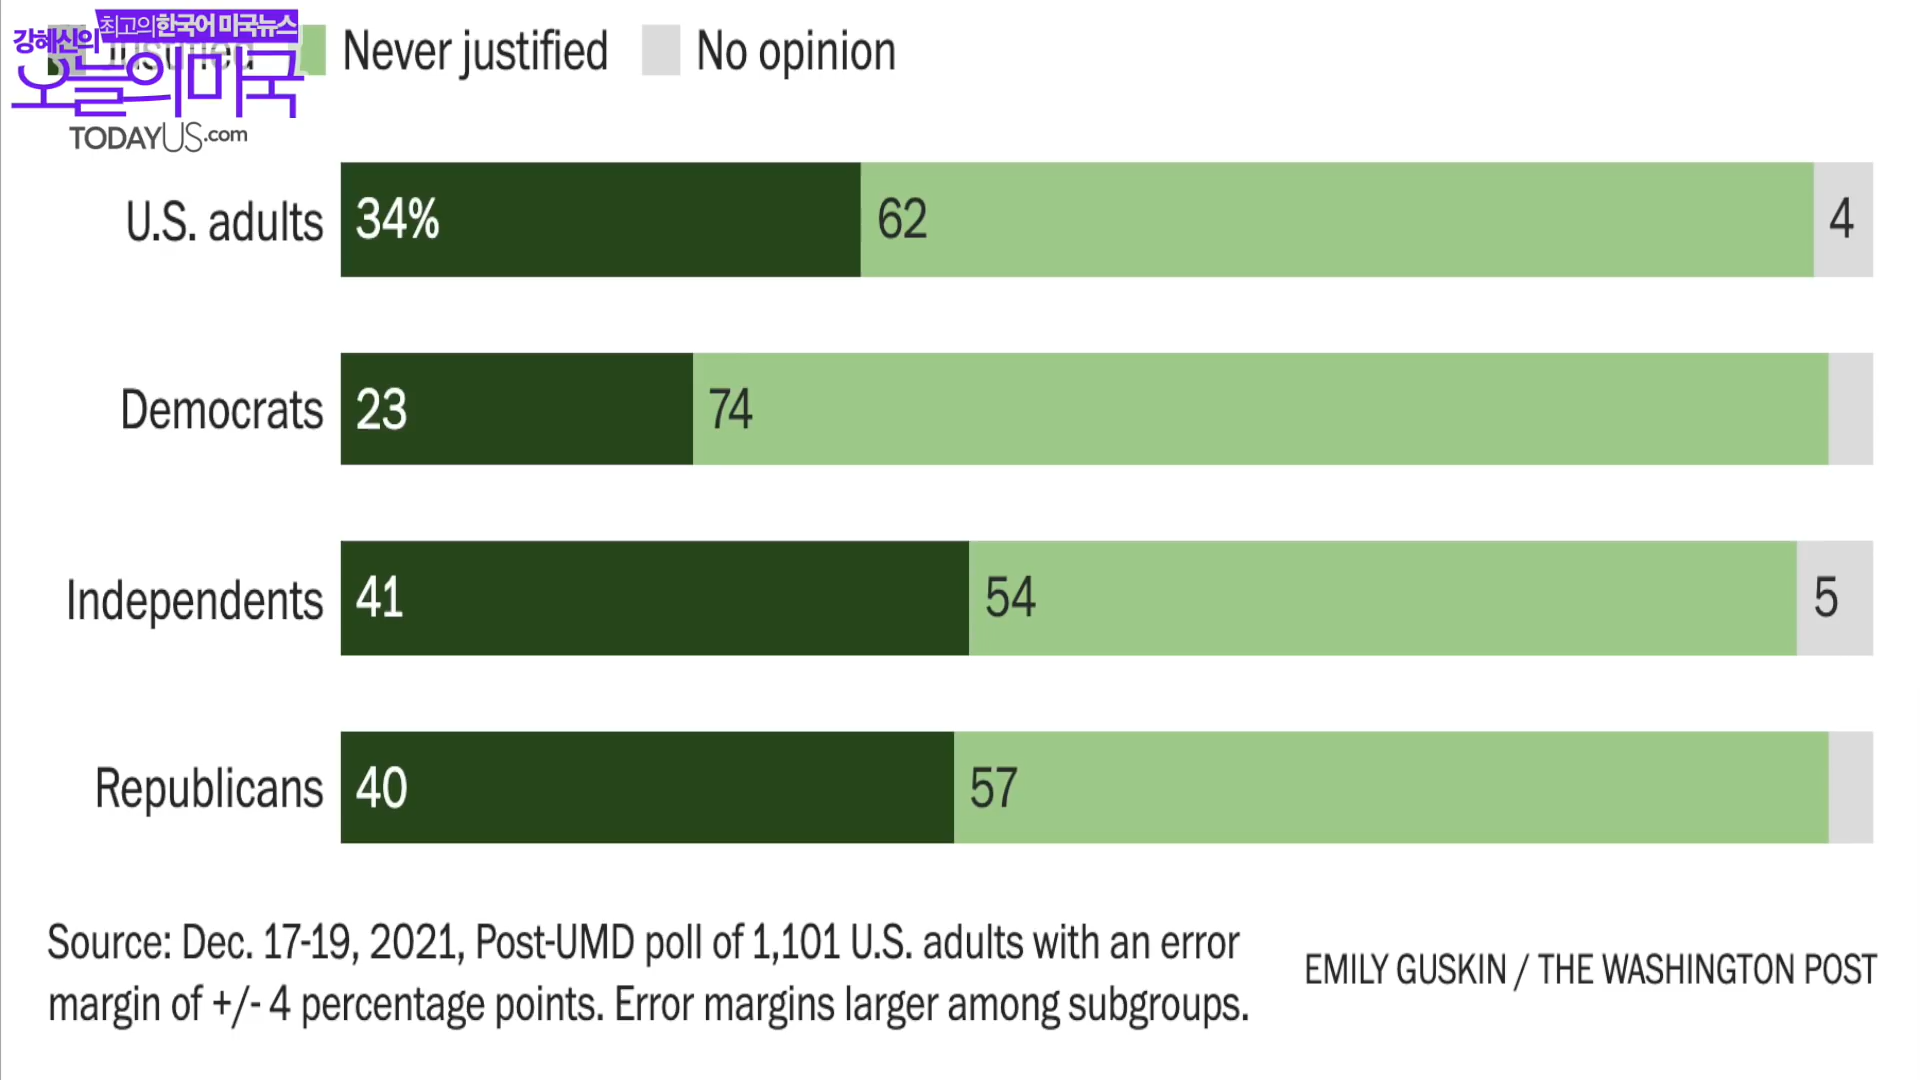 최고의한국어 미국뉴스
강혜신의
오늘의미국
TODAYUS.com
Justified
Never justified
No opinion
U.S. adults 34% 62 4
Democrats 23 74
Independents 41 54 5
Republicans 40 57
Source: Dec. 17-19, 2021, Post-UMD poll of 1,101 U.S. adults with an error
margin of +/- 4 percentage points. Error margins larger among subgroups.
EMILY GUSKIN / THE WASHINGTON POST